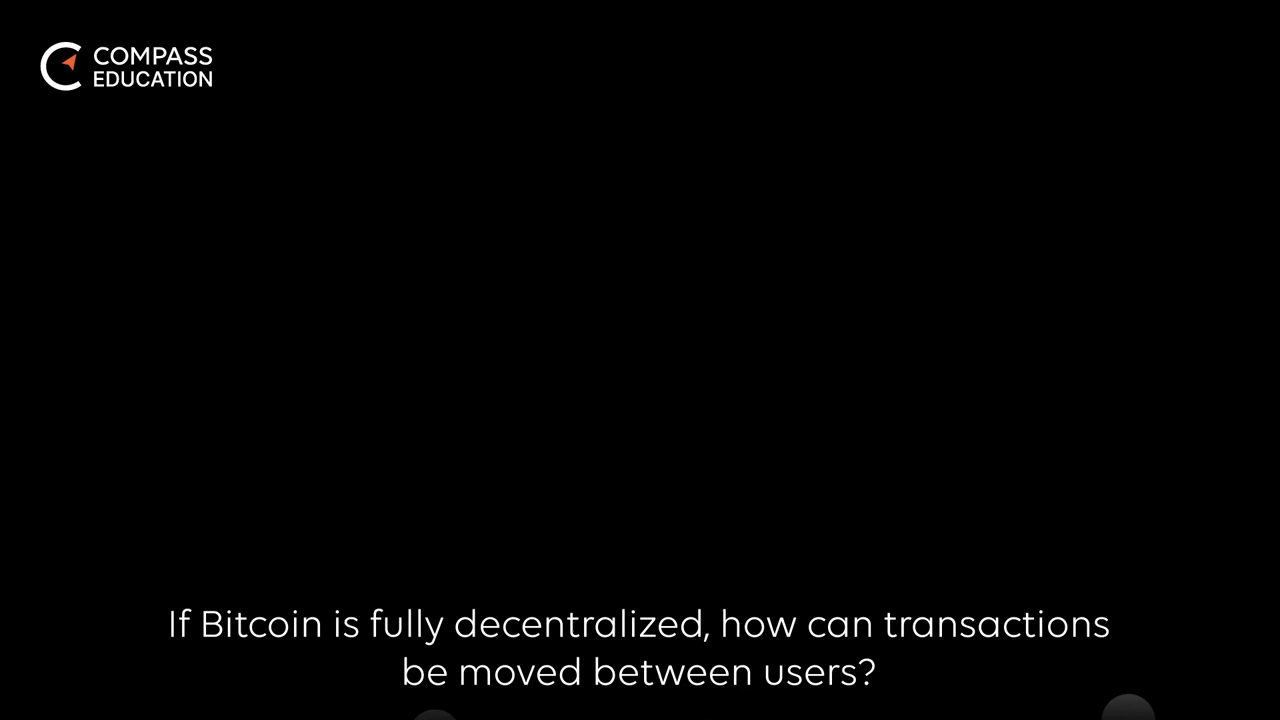 COMPASS
EDUCATION
If Bitcoin is fully decentralized, how can transactions
be moved between users?